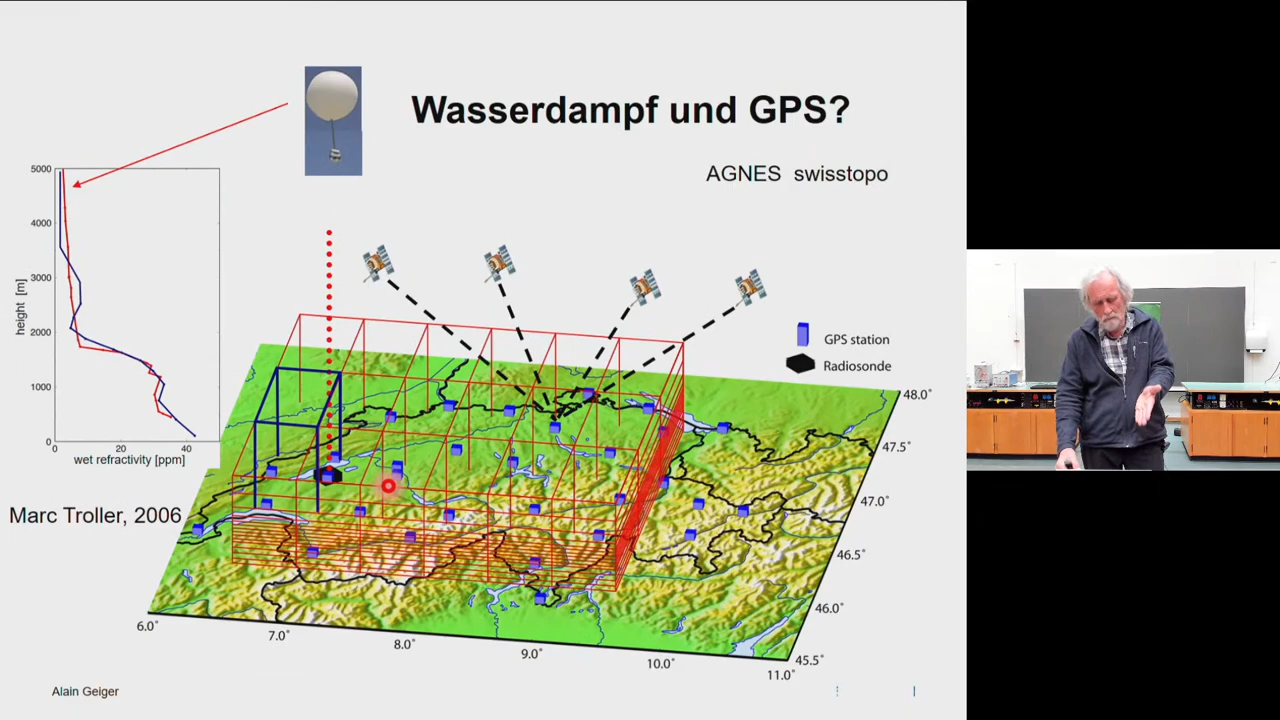 Wasserdampf und GPS?
AGNES swisstopo
5000
4000
3000
2000
1000
0
height [m]
0 20 40
wet refractivity [ppm]
Marc Troller, 2006
GPS station
Radiosonde
48.0°
47.5°
47.0°
46.5°
46.0°
45.5°
6.0°
7.0°
8.0°
9.0°
10.0°
11.0°
Alain Geiger